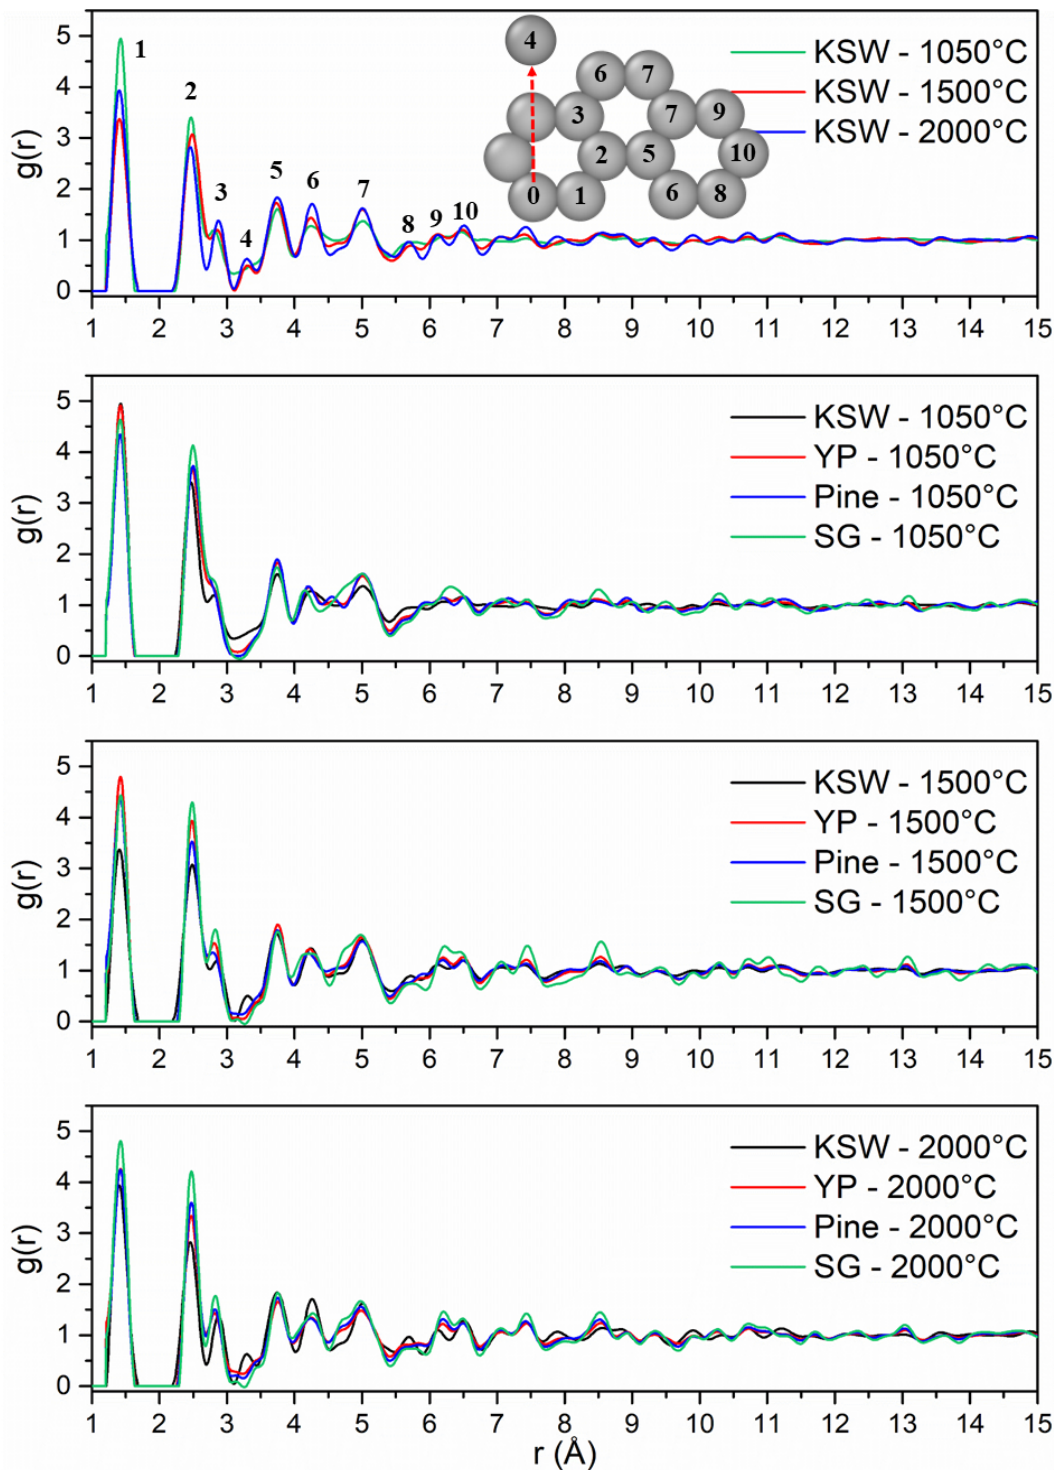 g(r)
5
4
3
2
1
0
1
2
3
4
5
6
7
8
9
10
4
6 7
3 7 9
2 5 10
0 1 6 8
KSW - 1050°C
KSW - 1500°C
KSW - 2000°C
1 2 3 4 5 6 7 8 9 10 11 12 13 14 15
g(r)
5
4
3
2
1
0
KSW - 1050°C
YP - 1050°C
Pine - 1050°C
SG - 1050°C
1 2 3 4 5 6 7 8 9 10 11 12 13 14 15
g(r)
5
4
3
2
1
0
KSW - 1500°C
YP - 1500°C
Pine - 1500°C
SG - 1500°C
1 2 3 4 5 6 7 8 9 10 11 12 13 14 15
g(r)
5
4
3
2
1
0
KSW - 2000°C
YP - 2000°C
Pine - 2000°C
SG - 2000°C
1 2 3 4 5 6 7 8 9 10 11 12 13 14 15
r (Å)